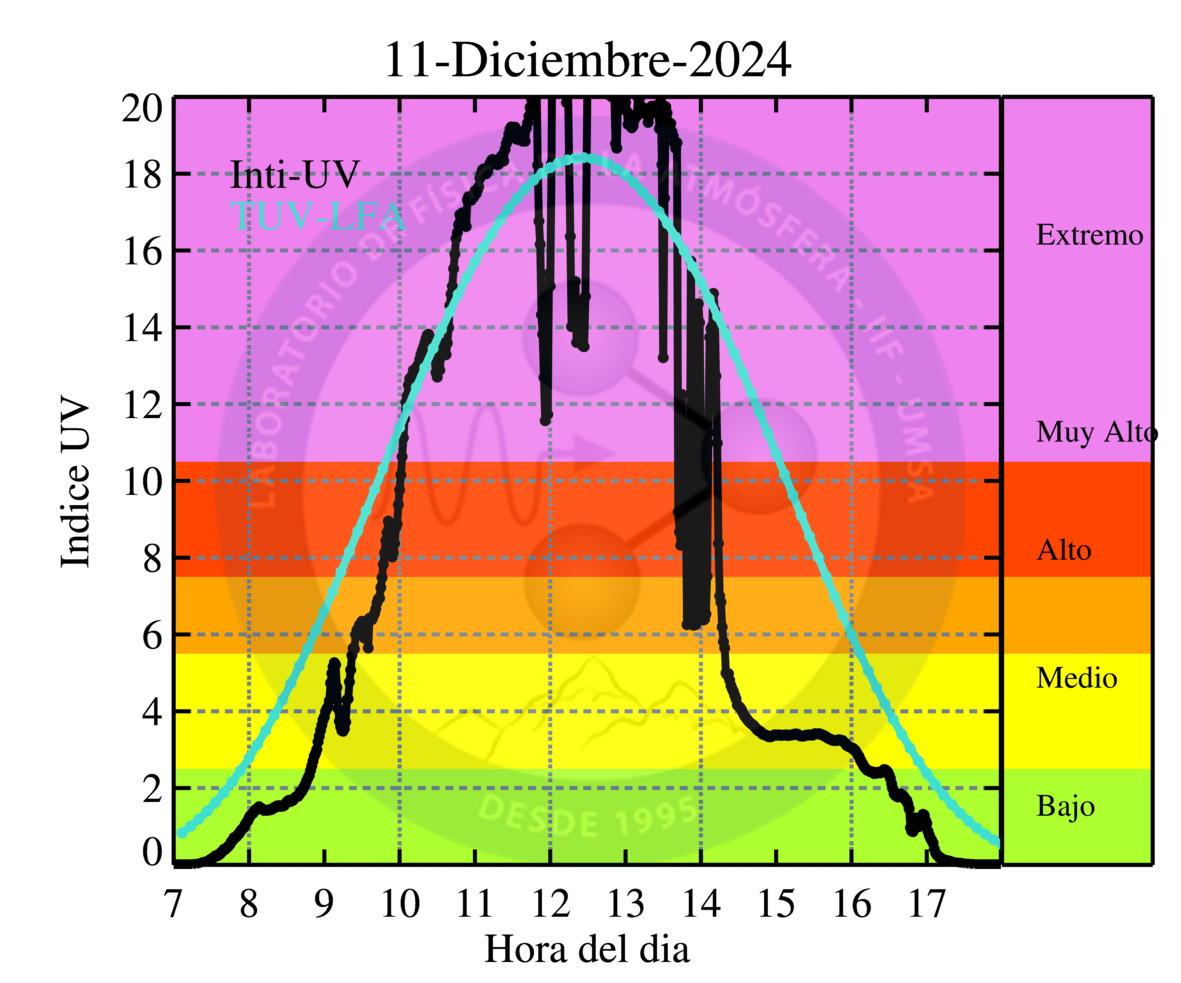 11-Diciembre-2024
20
18
16
14
12
10
8
6
4
2
0
Indice UV
Inti-UV
TUV-LFA
LABORATORIO DE FÍSICA DE LA ATMÓSFERA - IIF - UMSA
DESDE 1995
Extremo
Muy Alto
Alto
Medio
Bajo
7 8 9 10 11 12 13 14 15 16 17
Hora del dia